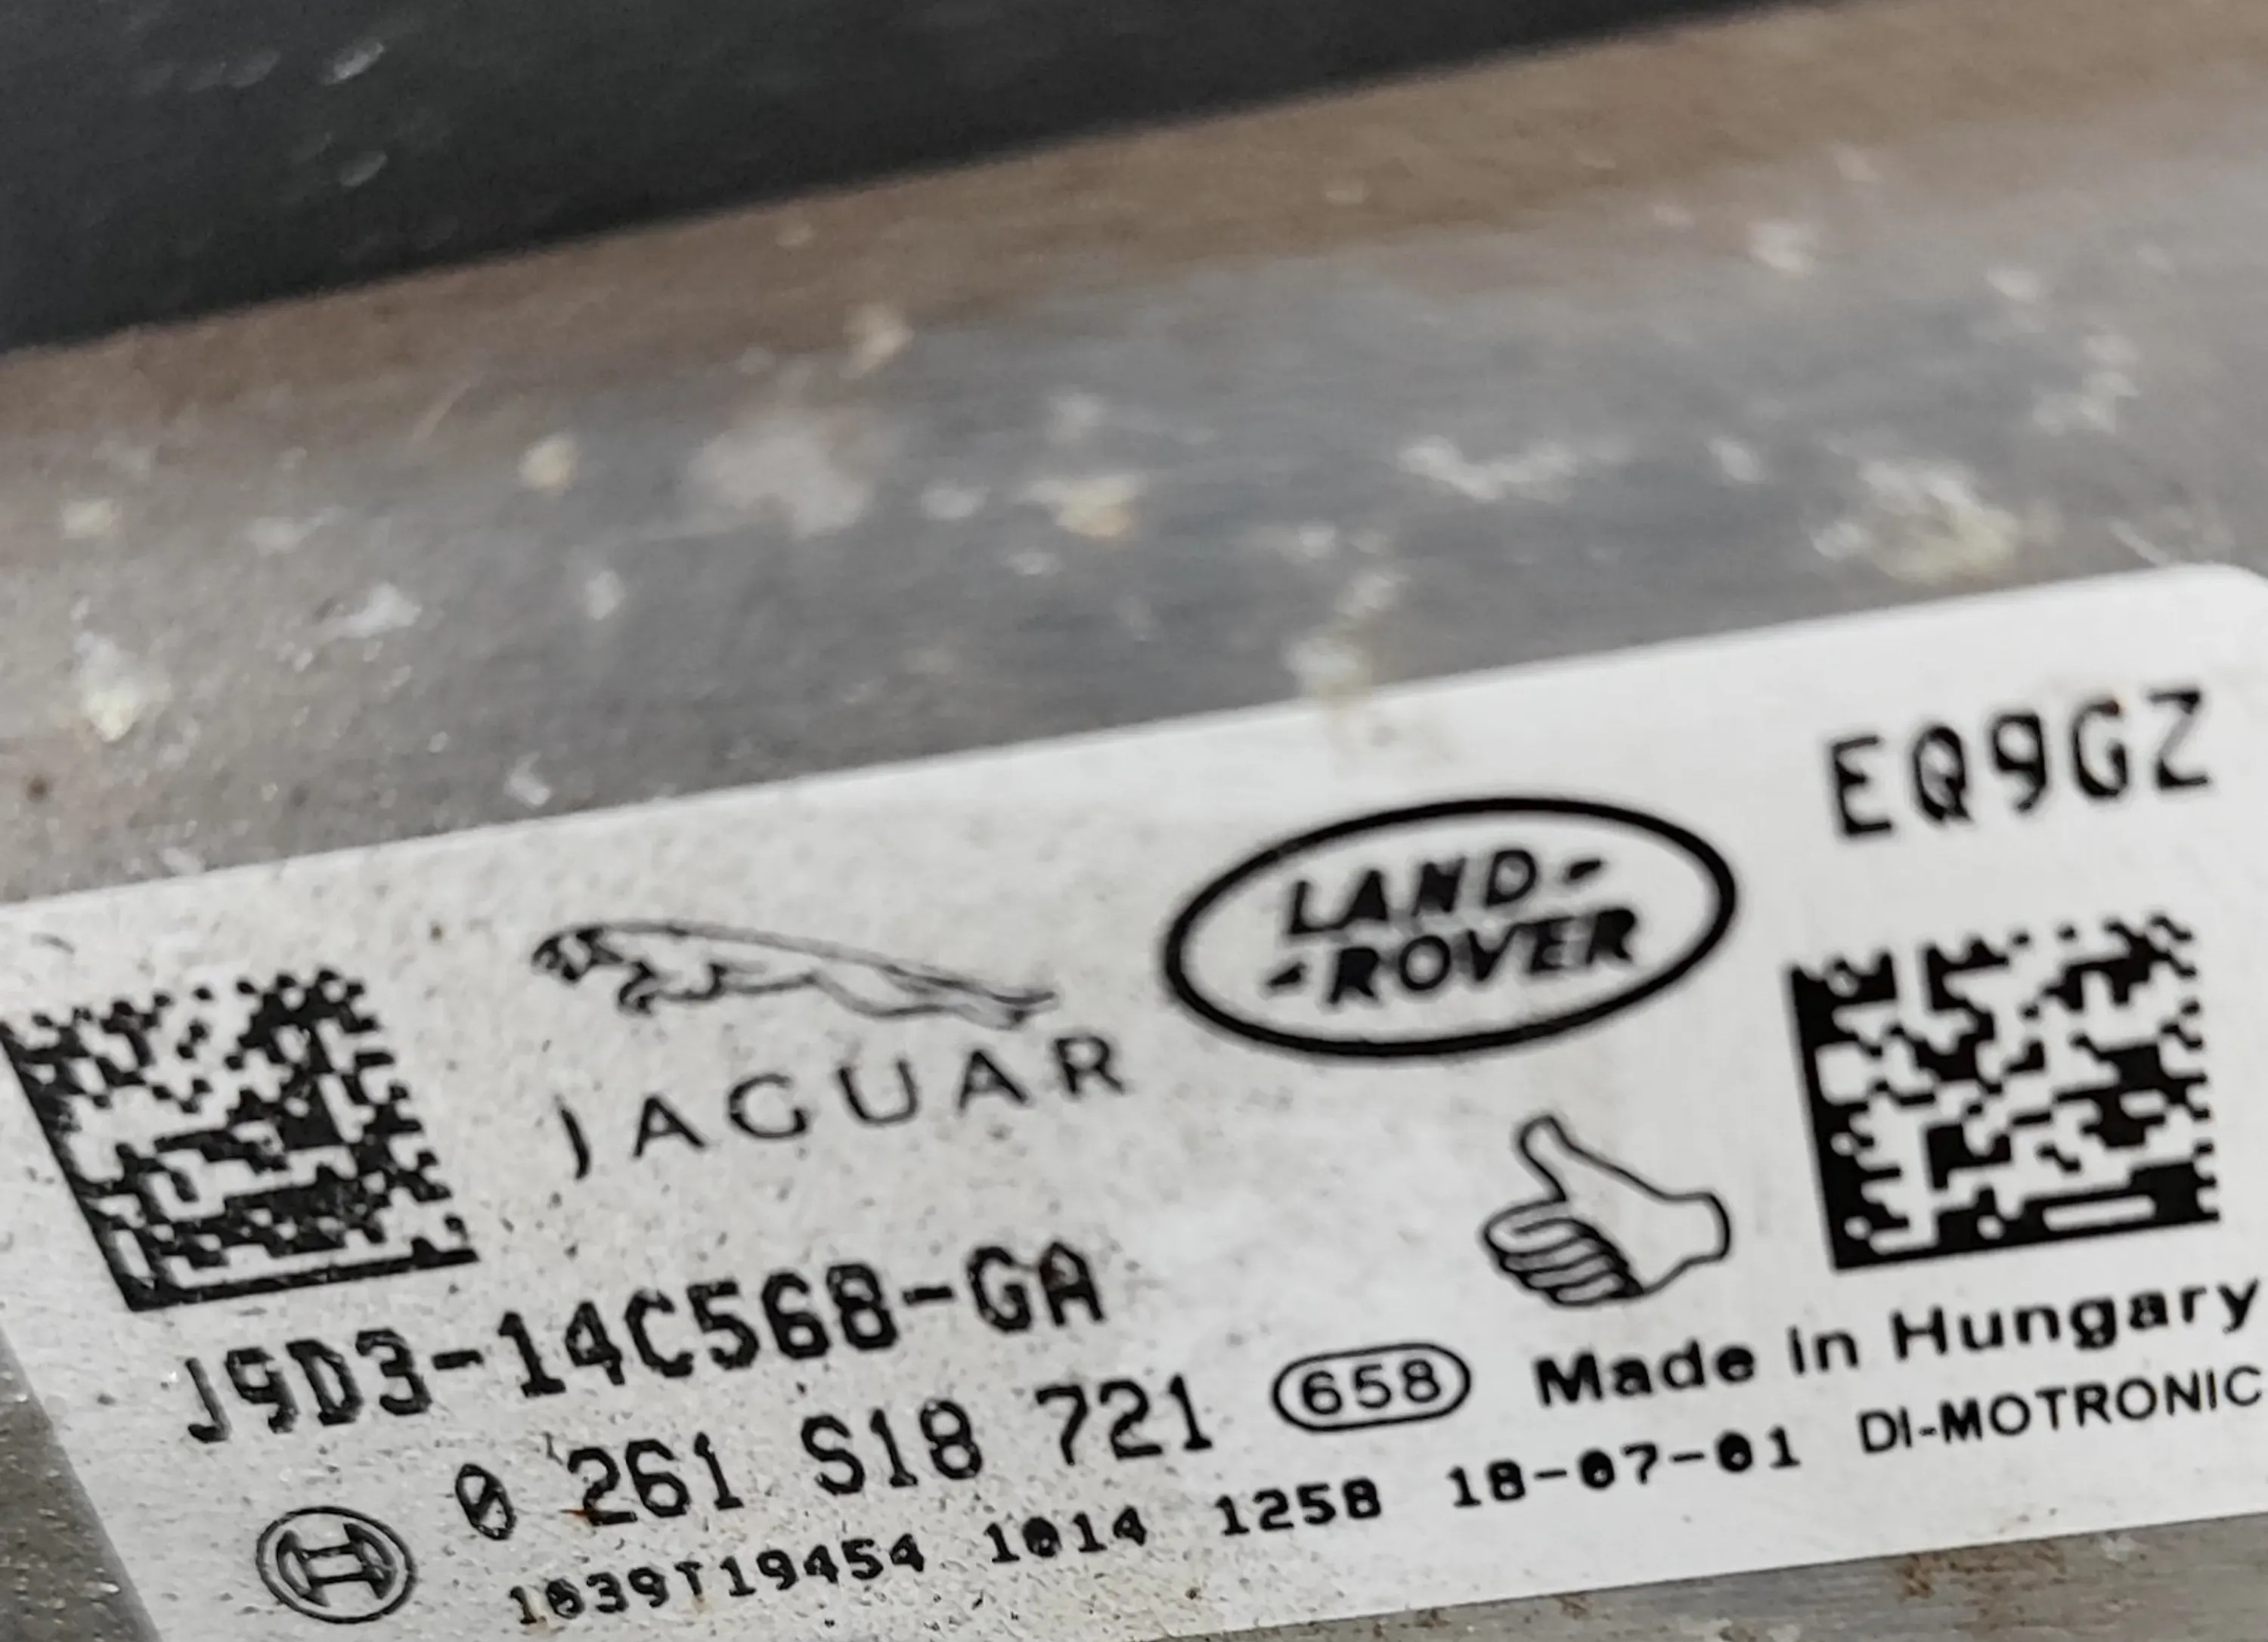 EQ9GZ
LAND-
-ROVER
JAGUAR
J9D3-14C568-GA
0 261 S18 721
658
Made in Hungary
1039T19454 1014 1258 18-07-01
DI-MOTRONIC